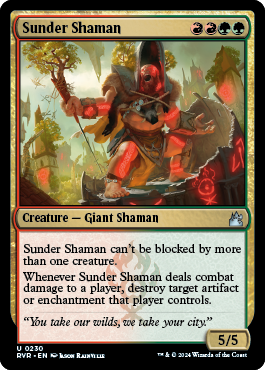 Sunder Shaman
Creature — Giant Shaman
Sunder Shaman can't be blocked by more
than one creature.
Whenever Sunder Shaman deals combat
damage to a player, destroy target artifact
or enchantment that player controls.
“You take our wilds, we take your city.”
5/5
U 0230
RVR • EN Jason Rainville
™ & © 2024 Wizards of the Coast